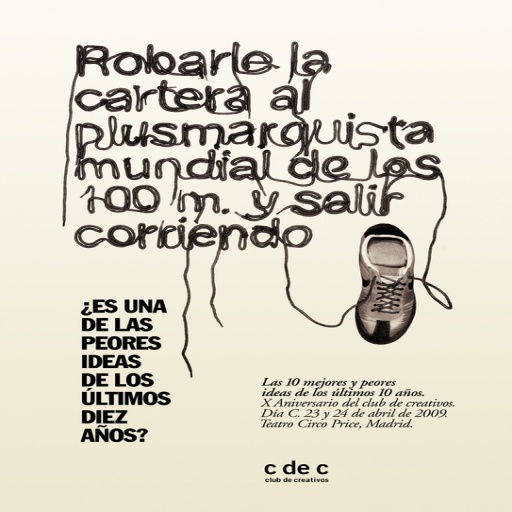 Robarle la
cartera al
plusmarquista
mundial de los
100 m. y salir
corriendo
¿ES UNA
DE LAS
PEORES
IDEAS
DE LOS
ÚLTIMOS
DIEZ
AÑOS?
Las 10 mejores y peores
ideas de los últimos 10 años.
X Aniversario del club de creativos.
Día C. 23 y 24 de abril de 2009.
Teatro Circo Price, Madrid.
c de c
club de creativos